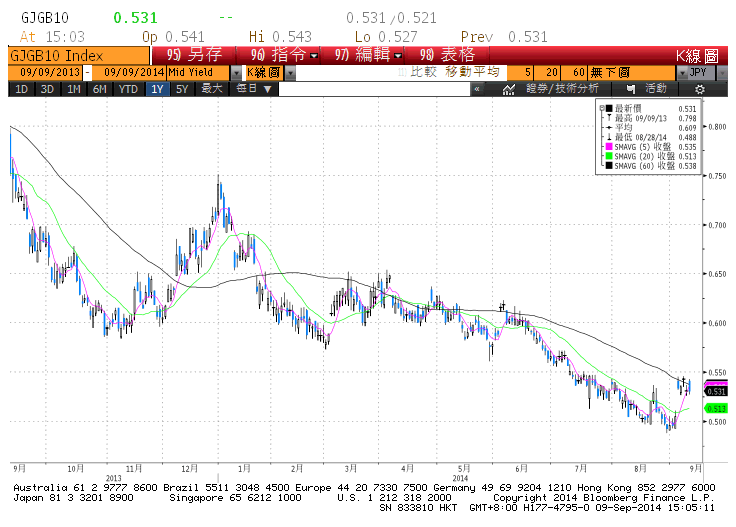 GJGB10 0.531 -- 0.531 /0.521
At 15:03 Op 0.541 Hi 0.543 Lo 0.527 Prev 0.531
GJGB10 Index 95) 另存 96) 指令 97) 編輯 98) 表格 K線圖
09/09/2013 - 09/09/2014 Mid Yield K線圖 比較 移動平均 5 20 60 無下圖 JPY
1D 3D 1M 6M YTD 1Y 5Y 最大 每日 « 證券/技術分析 活動
最新價 0.531
最高 09/09/13 0.798
平均 0.609
最低 08/28/14 0.488
SMAVG (5) 收盤 0.535
SMAVG (20) 收盤 0.513
SMAVG (60) 收盤 0.538
0.800
0.750
0.700
0.650
0.600
0.550
0.531
0.513
0.500
9月 10月 11月 12月 1月 2月 3月 4月 5月 6月 7月 8月 9月
2013 2014
Australia 61 2 9777 8600 Brazil 5511 3048 4500 Europe 44 20 7330 7500 Germany 49 69 9204 1210 Hong Kong 852 2977 6000
Japan 81 3 3201 8900 Singapore 65 6212 1000 U.S. 1 212 318 2000 Copyright 2014 Bloomberg Finance L.P.
SN 833810 HKT GMT+8:00 H177-4795-0 09-Sep-2014 15:05:11